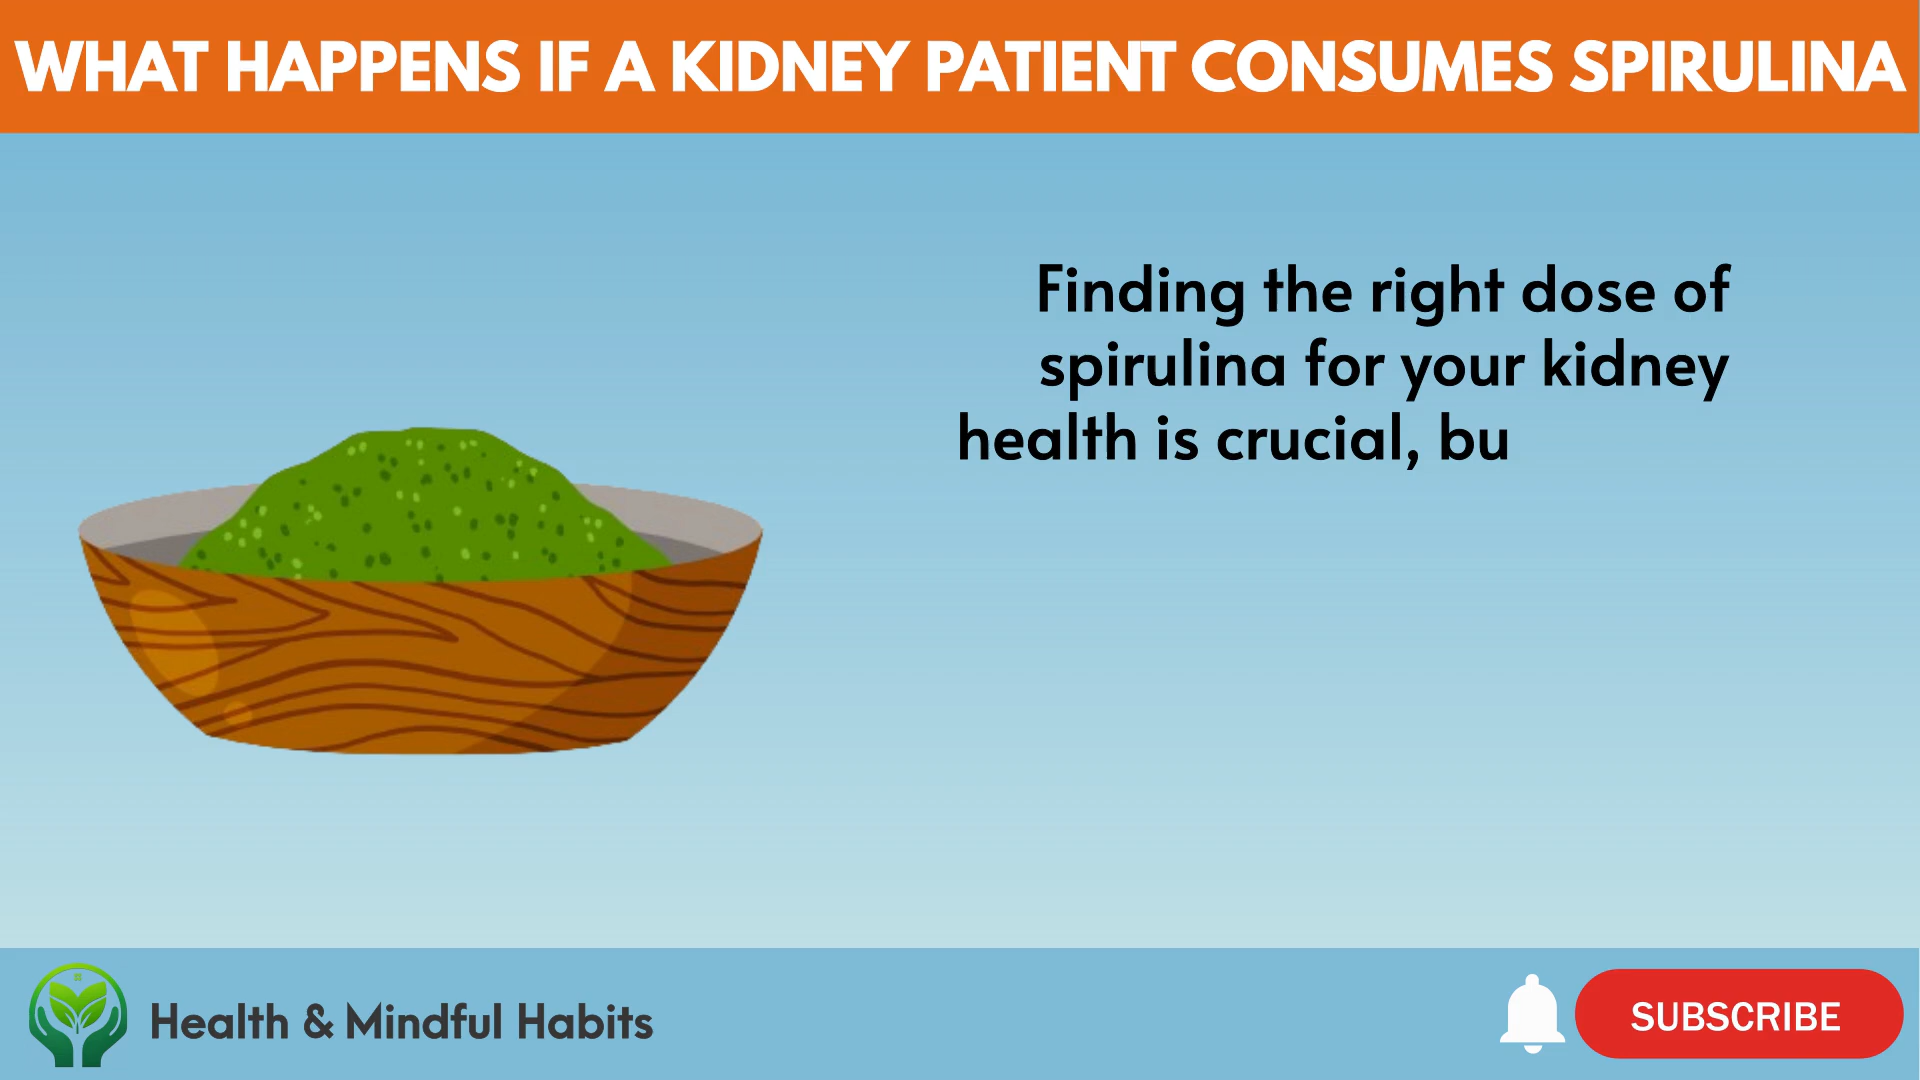 WHAT HAPPENS IF A KIDNEY PATIENT CONSUMES SPIRULINA
Finding the right dose of
spirulina for your kidney
health is crucial, bu
Health & Mindful Habits
SUBSCRIBE